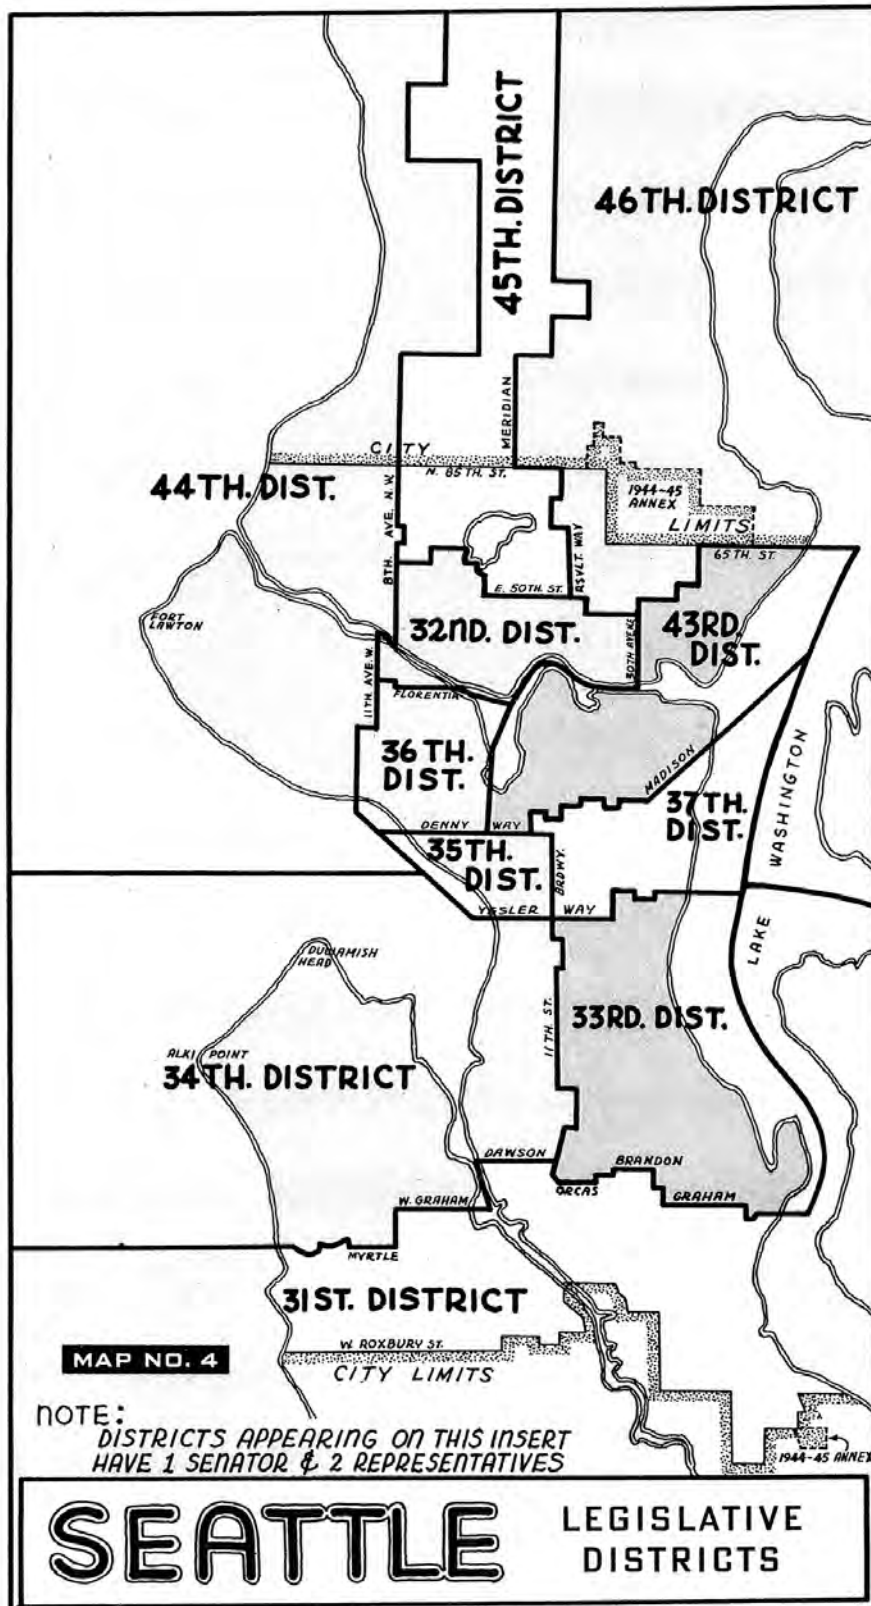 45TH. DISTRICT
46TH. DISTRICT
MERIDIAN
CITY
N. 85TH. ST.
44TH. DIST.
8TH. AVE. N.W.
1944-45
ANNEX
LIMITS
RSVLT. WAY
65TH. ST.
E. 50TH. ST.
FORT
LAWTON
32ND. DIST.
30TH AVENE
43RD.
DIST.
11TH. AVE. W.
FLORENTIA
36TH.
DIST.
MADISON
37TH.
DIST.
WASHINGTON
DENNY WAY
35TH.
DIST.
BRDWY.
YESLER WAY
LAKE
DUWAMISH
HEAD
11TH. ST.
33RD. DIST.
ALKI POINT
34TH. DISTRICT
DAWSON
BRANDON
ORCAS
GRAHAM
W. GRAHAM
MYRTLE
31ST. DISTRICT
W. ROXBURY ST.
MAP NO. 4
CITY LIMITS
NOTE:
DISTRICTS APPEARING ON THIS INSERT
HAVE 1 SENATOR & 2 REPRESENTATIVES
1944-45 ANNEX
SEATTLE
LEGISLATIVE
DISTRICTS